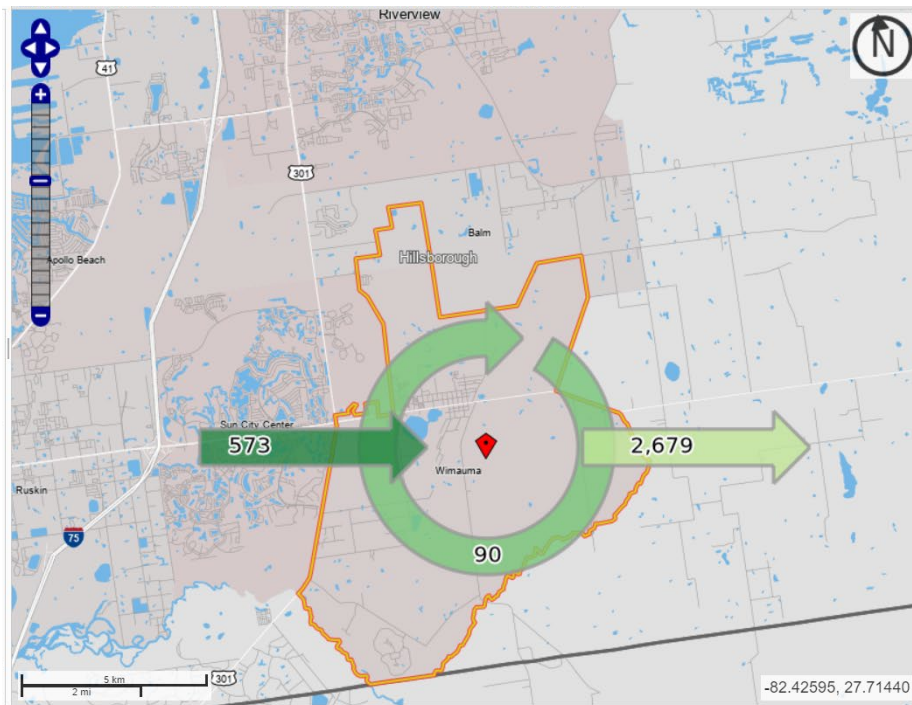 Riverview
N
41
301
Balm
Hillsborough
Apollo Beach
Sun City Center
573
2,679
Wimauma
Ruskin
75
90
5 km
2 mi
301
-82.42595, 27.71440